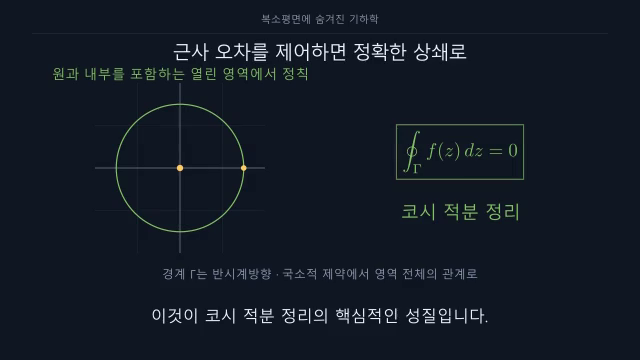 복소평면에 숨겨진 기하학
근사 오차를 제어하면 정확한 상쇄로
원과 내부를 포함하는 열린 영역에서 정칙
∮_Γ f(z) dz = 0
코시 적분 정리
경계 Γ는 반시계방향 · 국소적 제약에서 영역 전체의 관계로
이것이 코시 적분 정리의 핵심적인 성질입니다.